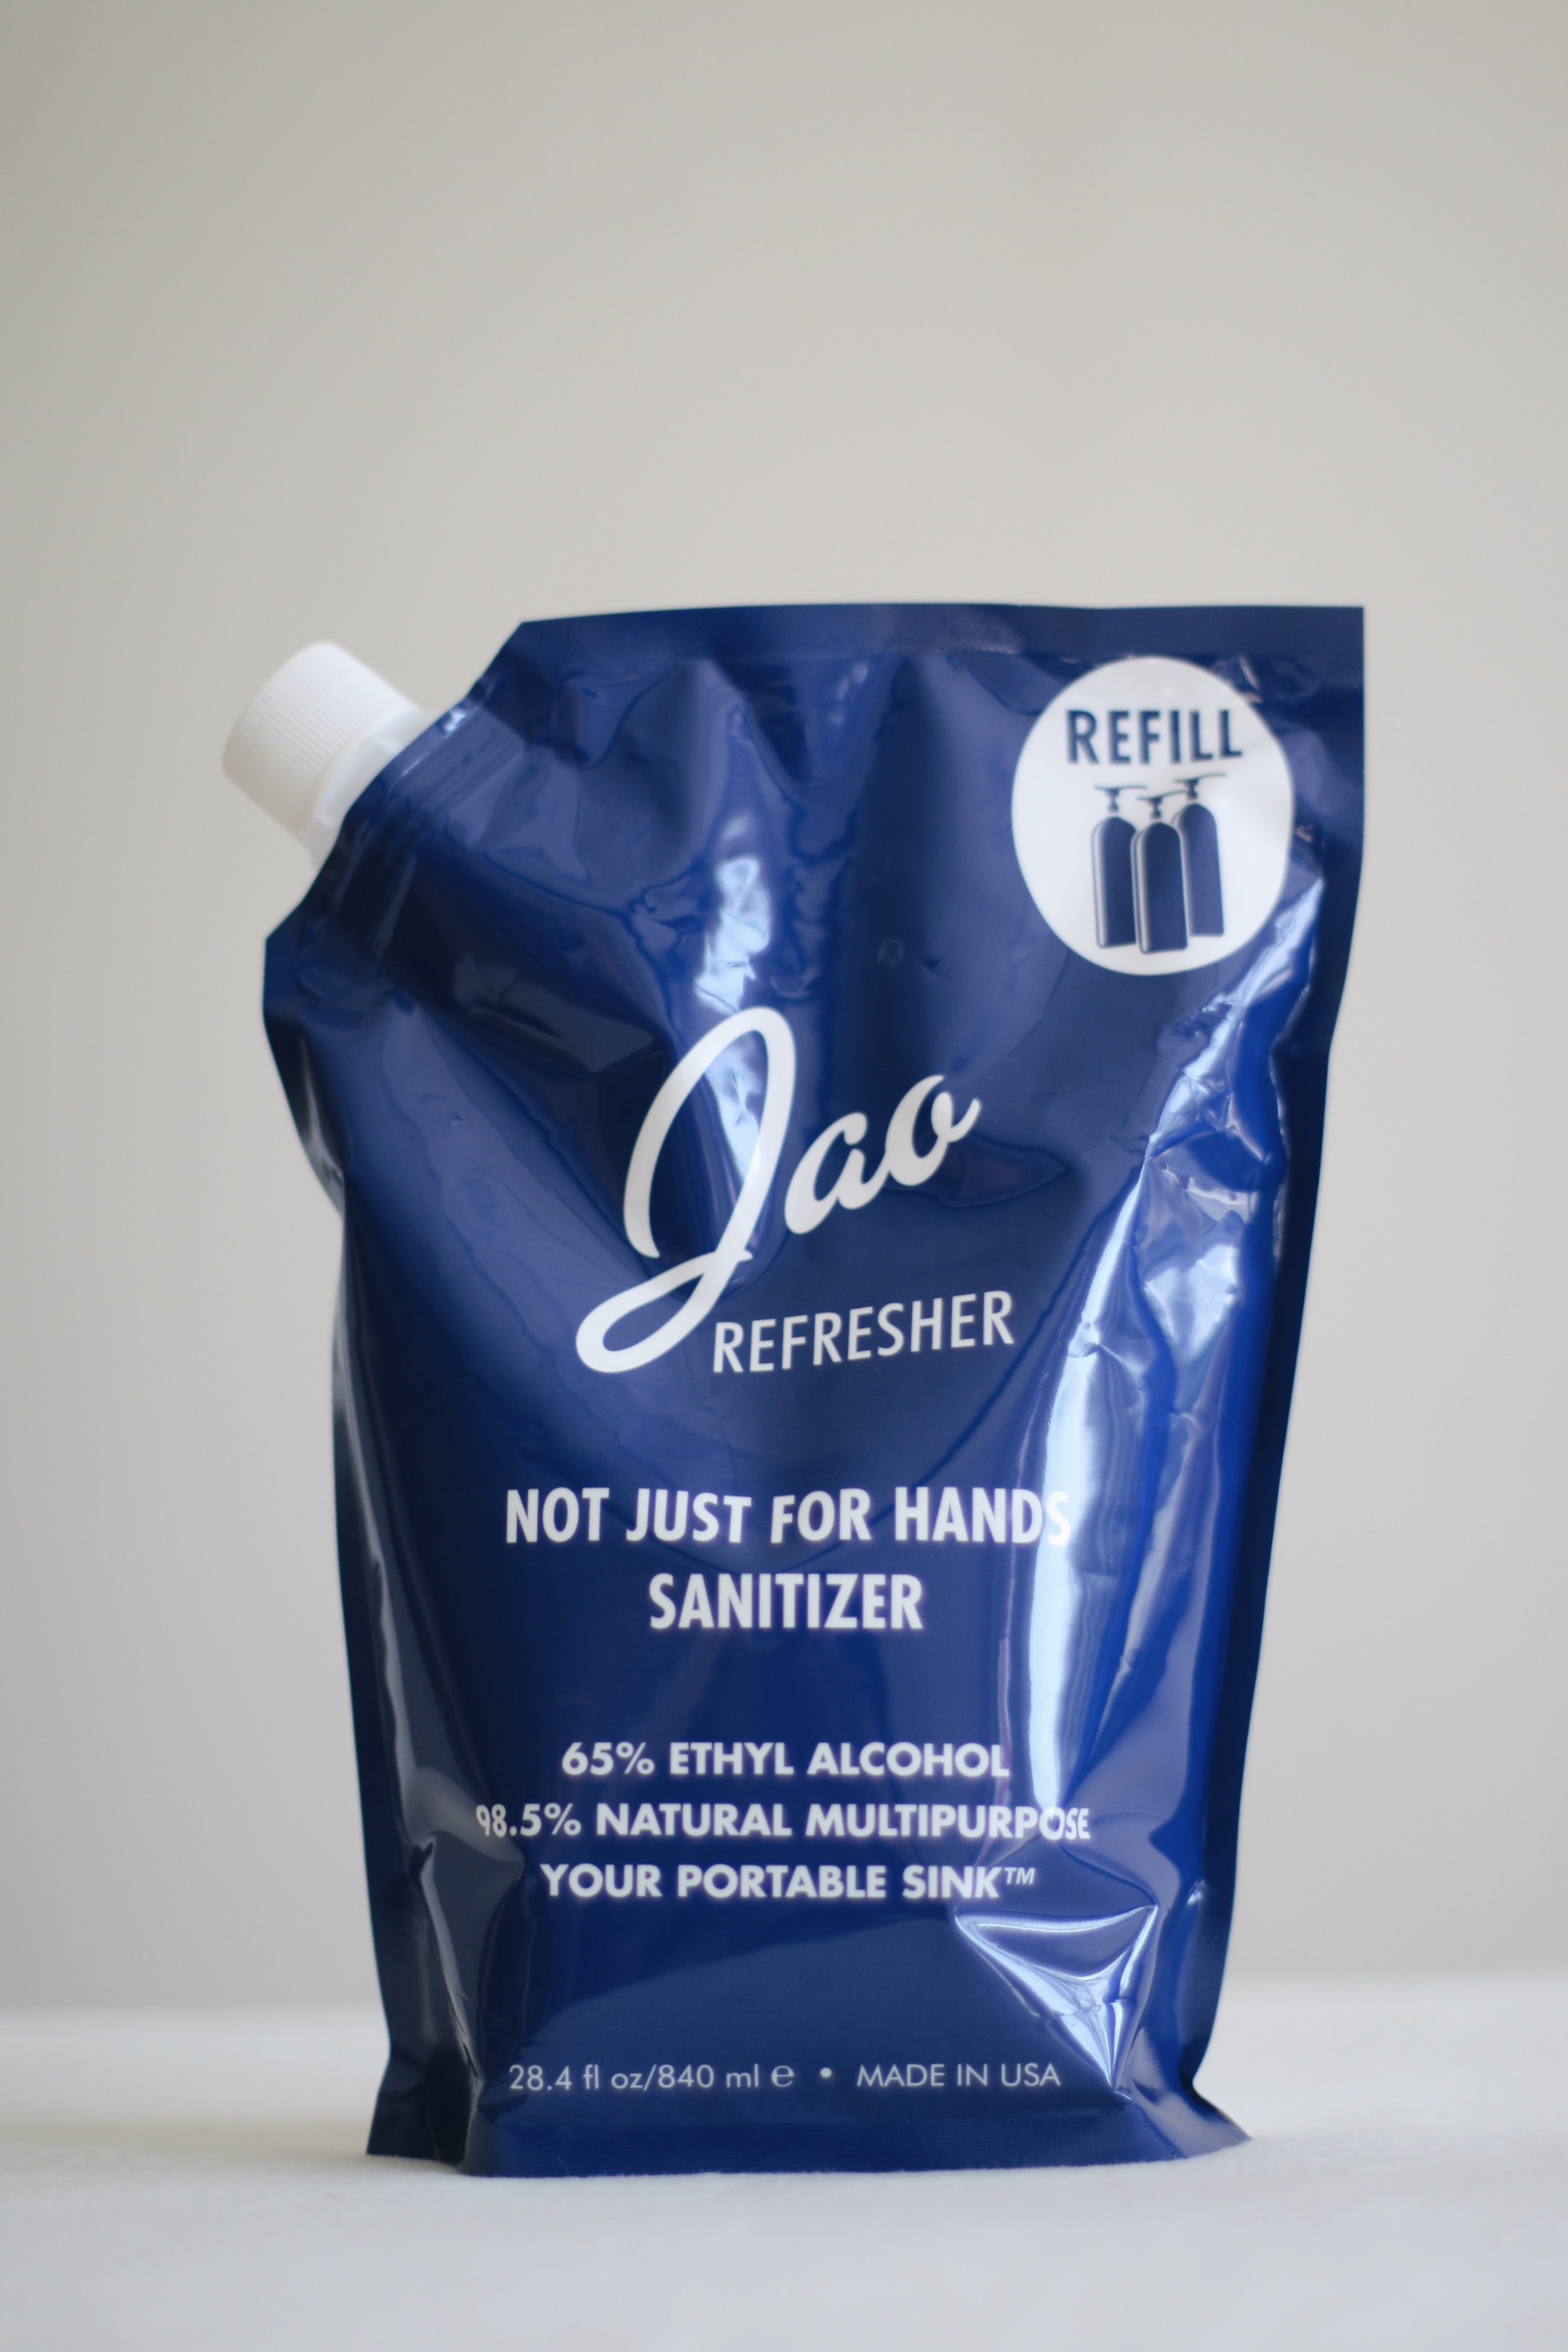 REFILL
Jao
REFRESHER
NOT JUST FOR HANDS
SANITIZER
65% ETHYL ALCOHOL
98.5% NATURAL MULTIPURPOSE
YOUR PORTABLE SINK™
28.4 fl oz/840 ml ℮ • MADE IN USA